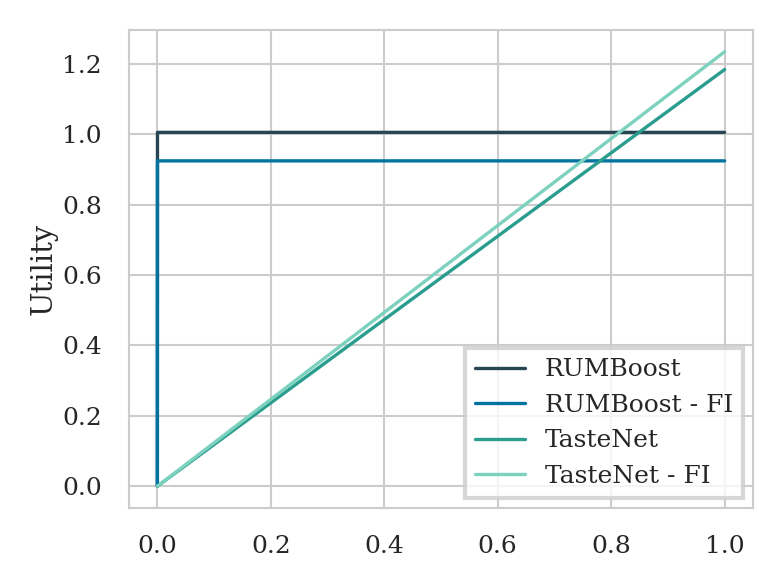 Utility
1.2
1.0
0.8
0.6
0.4
0.2
0.0
RUMBoost
RUMBoost - FI
TasteNet
TasteNet - FI
0.0 0.2 0.4 0.6 0.8 1.0